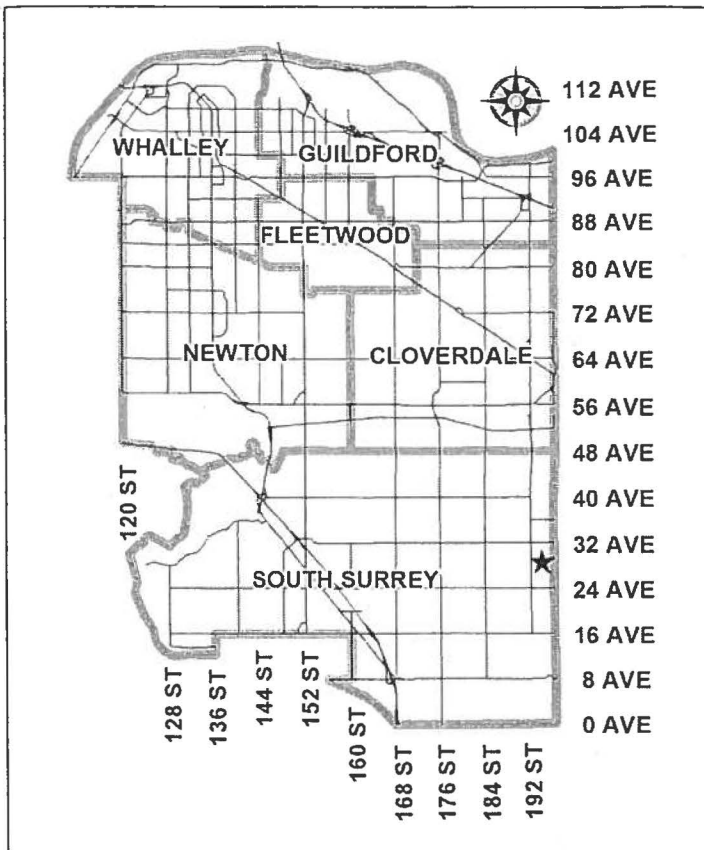 112 AVE
104 AVE
WHALLEY
GUILDFORD
96 AVE
88 AVE
FLEETWOOD
80 AVE
72 AVE
NEWTON
CLOVERDALE
64 AVE
56 AVE
48 AVE
120 ST
40 AVE
32 AVE
SOUTH SURREY
24 AVE
16 AVE
8 AVE
128 ST
136 ST
144 ST
152 ST
160 ST
0 AVE
168 ST
176 ST
184 ST
192 ST